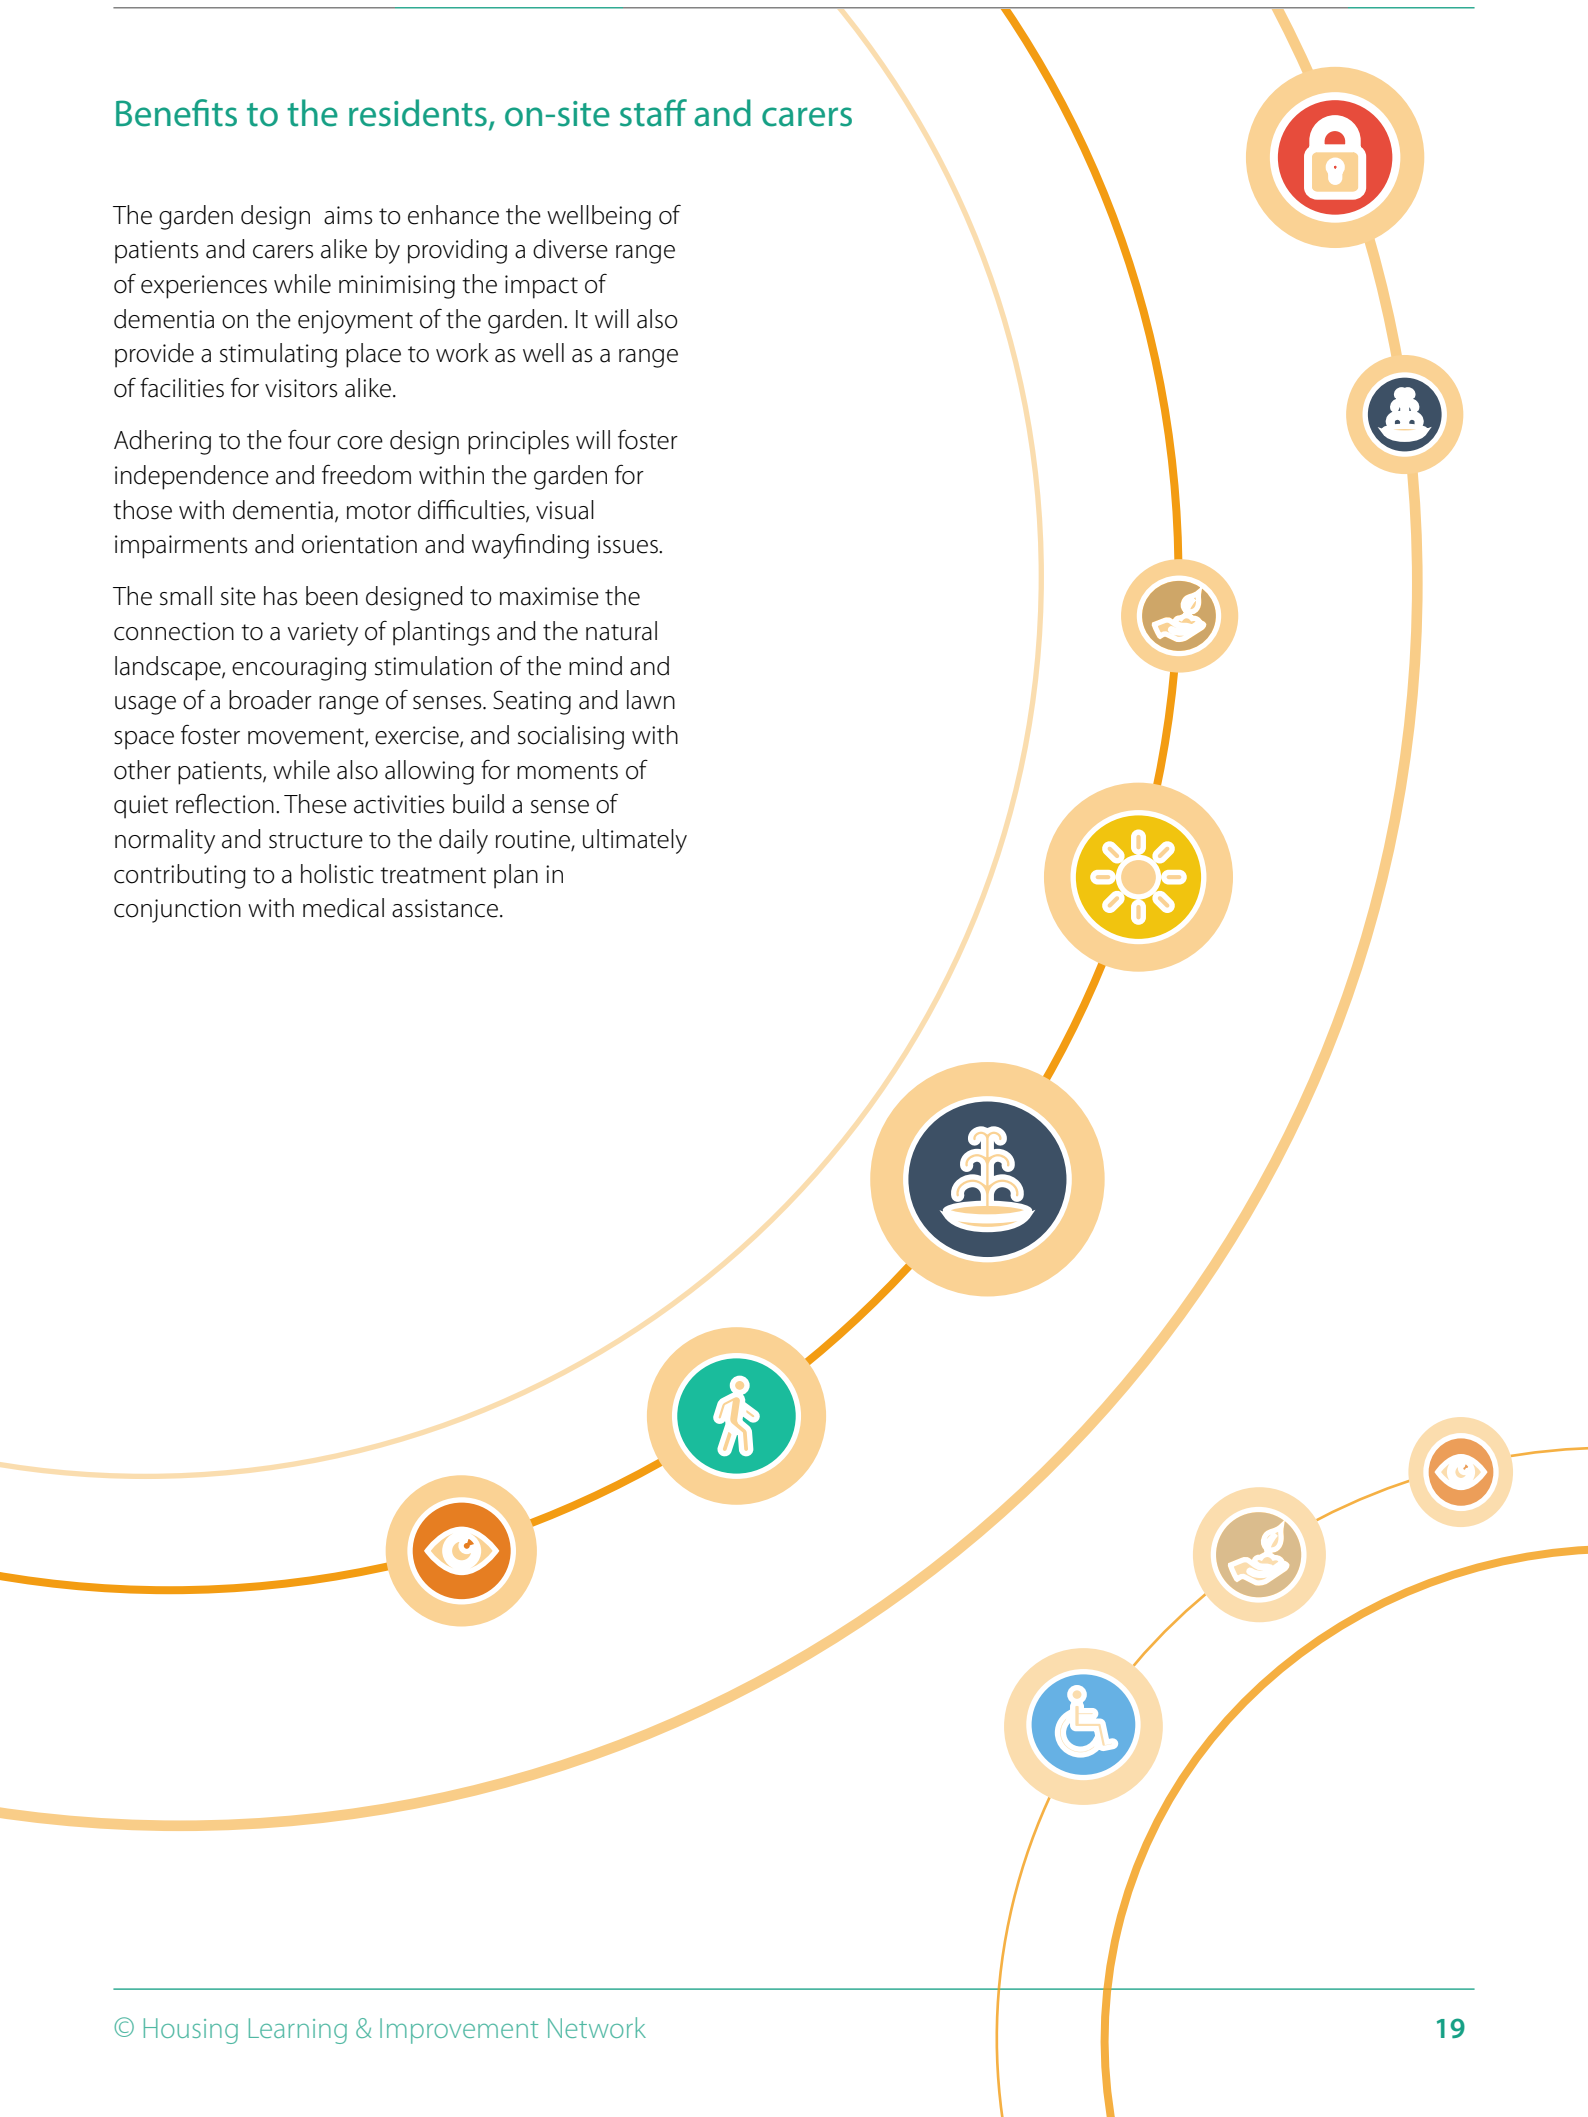 Benefits to the residents, on-site staff and carers
The garden design  aims to enhance the wellbeing of
patients and carers alike by providing a diverse range
of experiences while minimising the impact of
dementia on the enjoyment of the garden. It will also
provide a stimulating place to work as well as a range
of facilities for visitors alike.
Adhering to the four core design principles will foster
independence and freedom within the garden for
those with dementia, motor difficulties, visual
impairments and orientation and wayfinding issues.
The small site has been designed to maximise the
connection to a variety of plantings and the natural
landscape, encouraging stimulation of the mind and
usage of a broader range of senses. Seating and lawn
space foster movement, exercise, and socialising with
other patients, while also allowing for moments of
quiet reflection. These activities build a sense of
normality and structure to the daily routine, ultimately
contributing to a holistic treatment plan in
conjunction with medical assistance.
© Housing Learning & Improvement Network
19